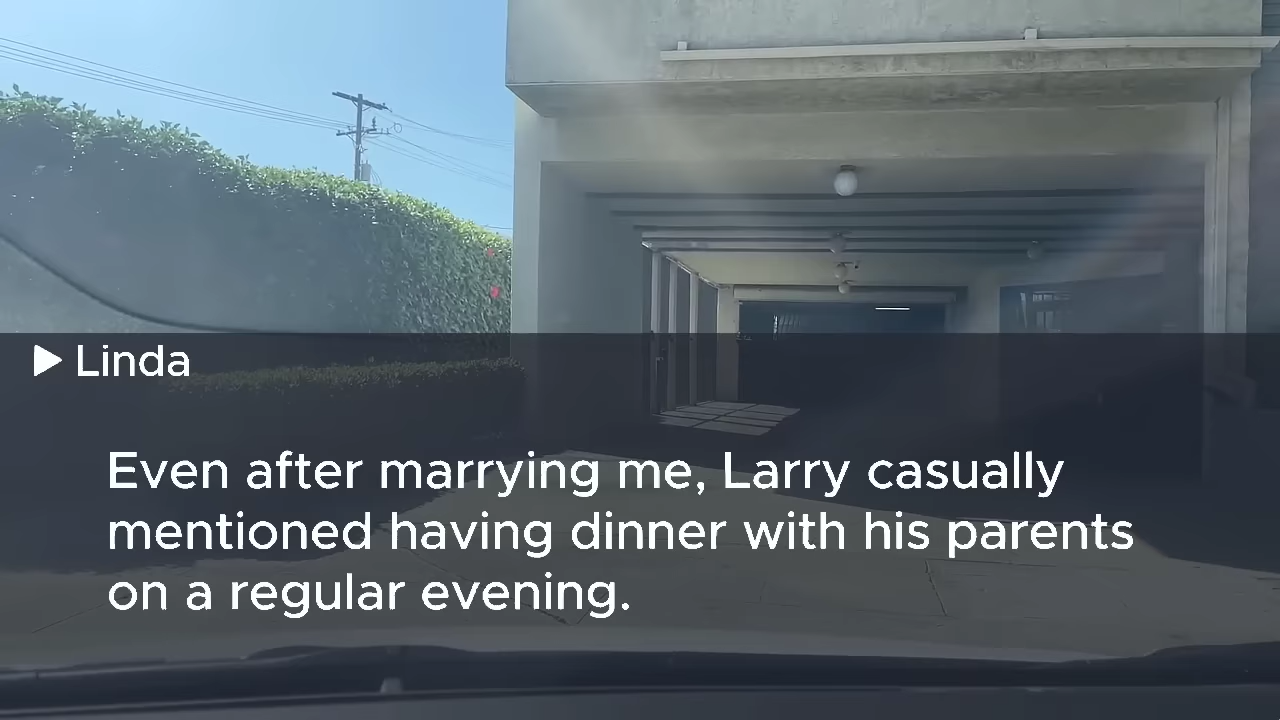 ▶ Linda
Even after marrying me, Larry casually
mentioned having dinner with his parents
on a regular evening.